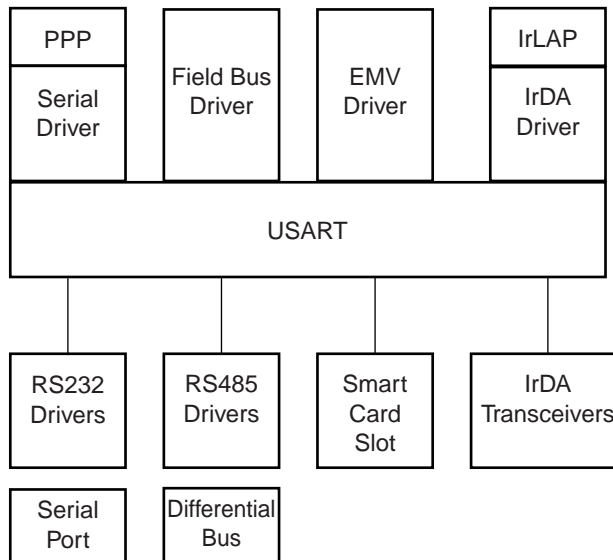 PPP
Serial
Driver
Field Bus
Driver
EMV
Driver
IrLAP
IrDA
Driver
USART
RS232
Drivers
RS485
Drivers
Smart
Card
Slot
IrDA
Transceivers
Serial
Port
Differential
Bus